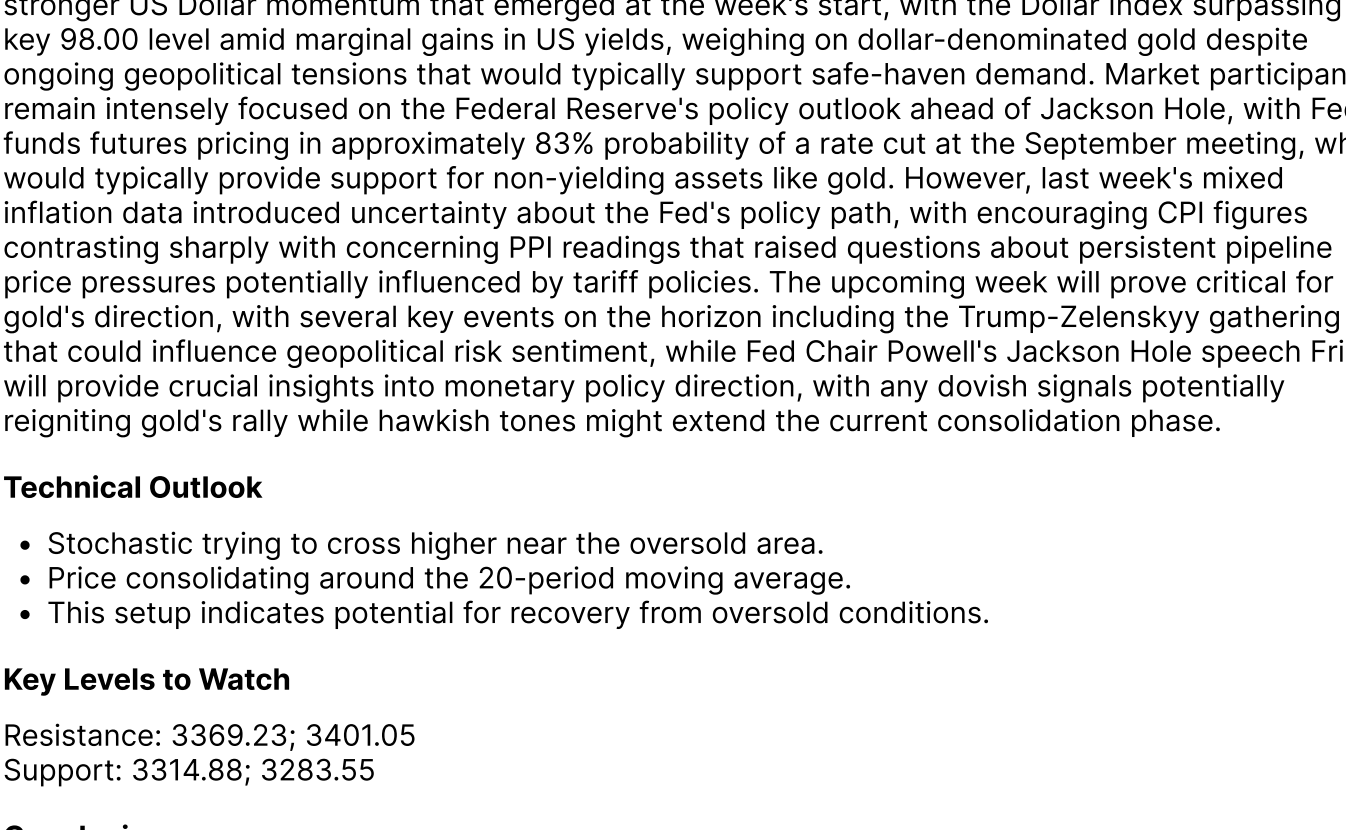 stronger US Dollar momentum that emerged at the week's start, with the Dollar Index surpassing
key 98.00 level amid marginal gains in US yields, weighing on dollar-denominated gold despite
ongoing geopolitical tensions that would typically support safe-haven demand. Market participan
remain intensely focused on the Federal Reserve's policy outlook ahead of Jackson Hole, with Fe
funds futures pricing in approximately 83% probability of a rate cut at the September meeting, wh
would typically provide support for non-yielding assets like gold. However, last week's mixed
inflation data introduced uncertainty about the Fed's policy path, with encouraging CPI figures
contrasting sharply with concerning PPI readings that raised questions about persistent pipeline
price pressures potentially influenced by tariff policies. The upcoming week will prove critical for
gold's direction, with several key events on the horizon including the Trump-Zelenskyy gathering
that could influence geopolitical risk sentiment, while Fed Chair Powell's Jackson Hole speech Fri
will provide crucial insights into monetary policy direction, with any dovish signals potentially
reigniting gold's rally while hawkish tones might extend the current consolidation phase.
Technical Outlook
• Stochastic trying to cross higher near the oversold area.
• Price consolidating around the 20-period moving average.
• This setup indicates potential for recovery from oversold conditions.
Key Levels to Watch
Resistance: 3369.23; 3401.05
Support: 3314.88; 3283.55